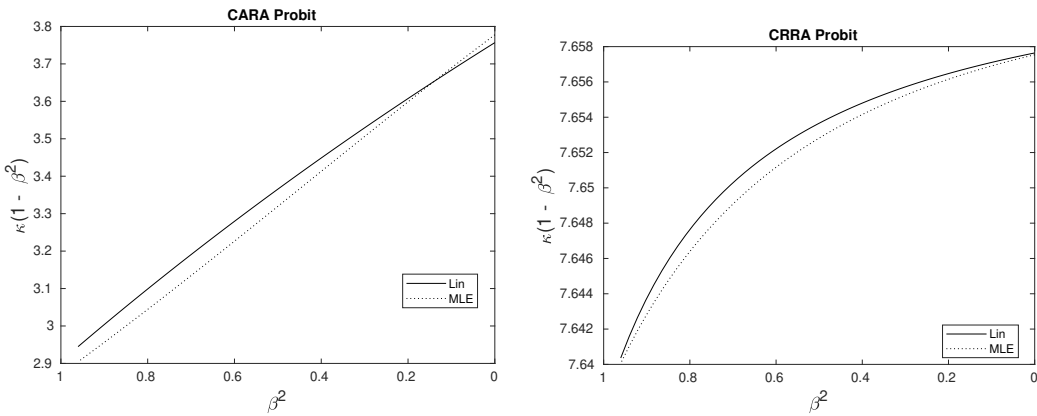 CARA Probit
3.8
3.7
3.6
3.5
3.4
3.3
3.2
3.1
3
2.9
κ(1 - β²)
Lin
MLE
1 0.8 0.6 0.4 0.2 0
β²
CRRA Probit
7.658
7.656
7.654
7.652
7.65
7.648
7.646
7.644
7.642
7.64
κ(1 - β²)
Lin
MLE
1 0.8 0.6 0.4 0.2 0
β²